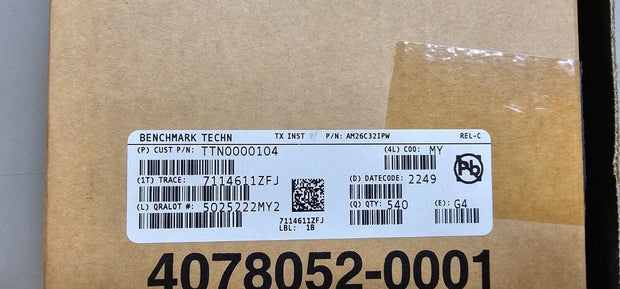 BENCHMARK TECHN TX INST P/N: AM26C32IPW REL-C
(P) CUST P/N: TTN0000104 (4L) COO: MY
(1T) TRACE: 7114611ZFJ (D) DATECODE: 2249
Pb
(L) QRALOT #: 5025222MY2 (Q) QTY: 540 (E): G4
7114611ZFJ
LBL: 1B
4078052-0001